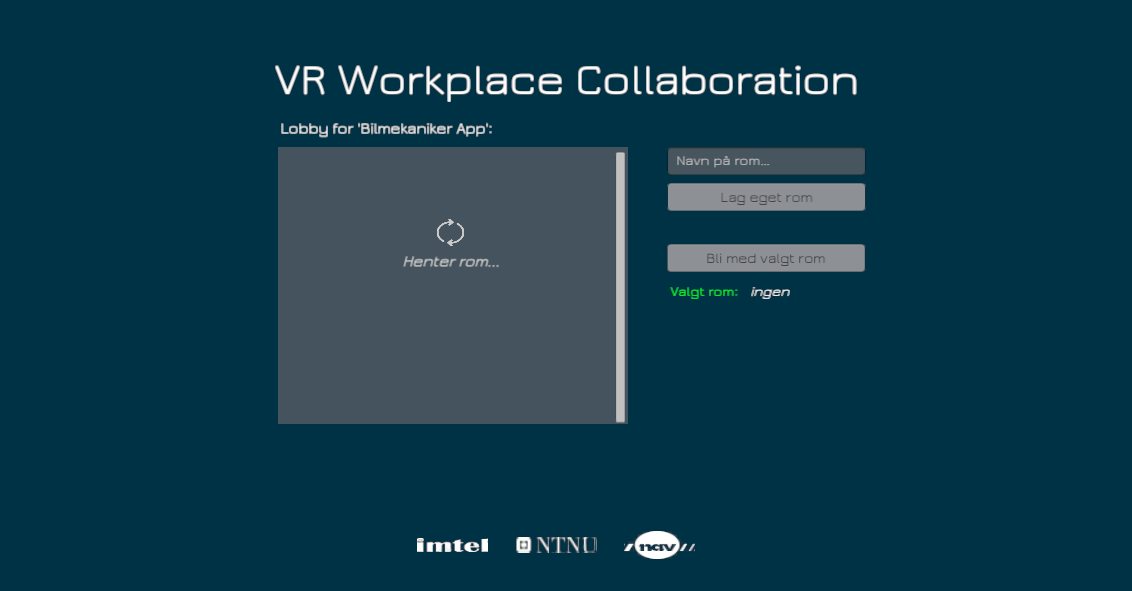 VR Workplace Collaboration
Lobby for 'Bilmekaniker App':
Henter rom...
Navn på rom...
Lag eget rom
Bli med valgt rom
Valgt rom: ingen
imtel NTNU nav